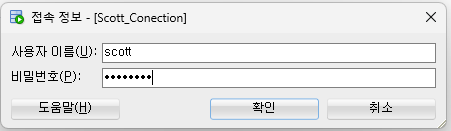 접속 정보 - [Scott_Conection]
사용자 이름(U): scott
비밀번호(P): ••••••••
도움말(H) 확인 취소